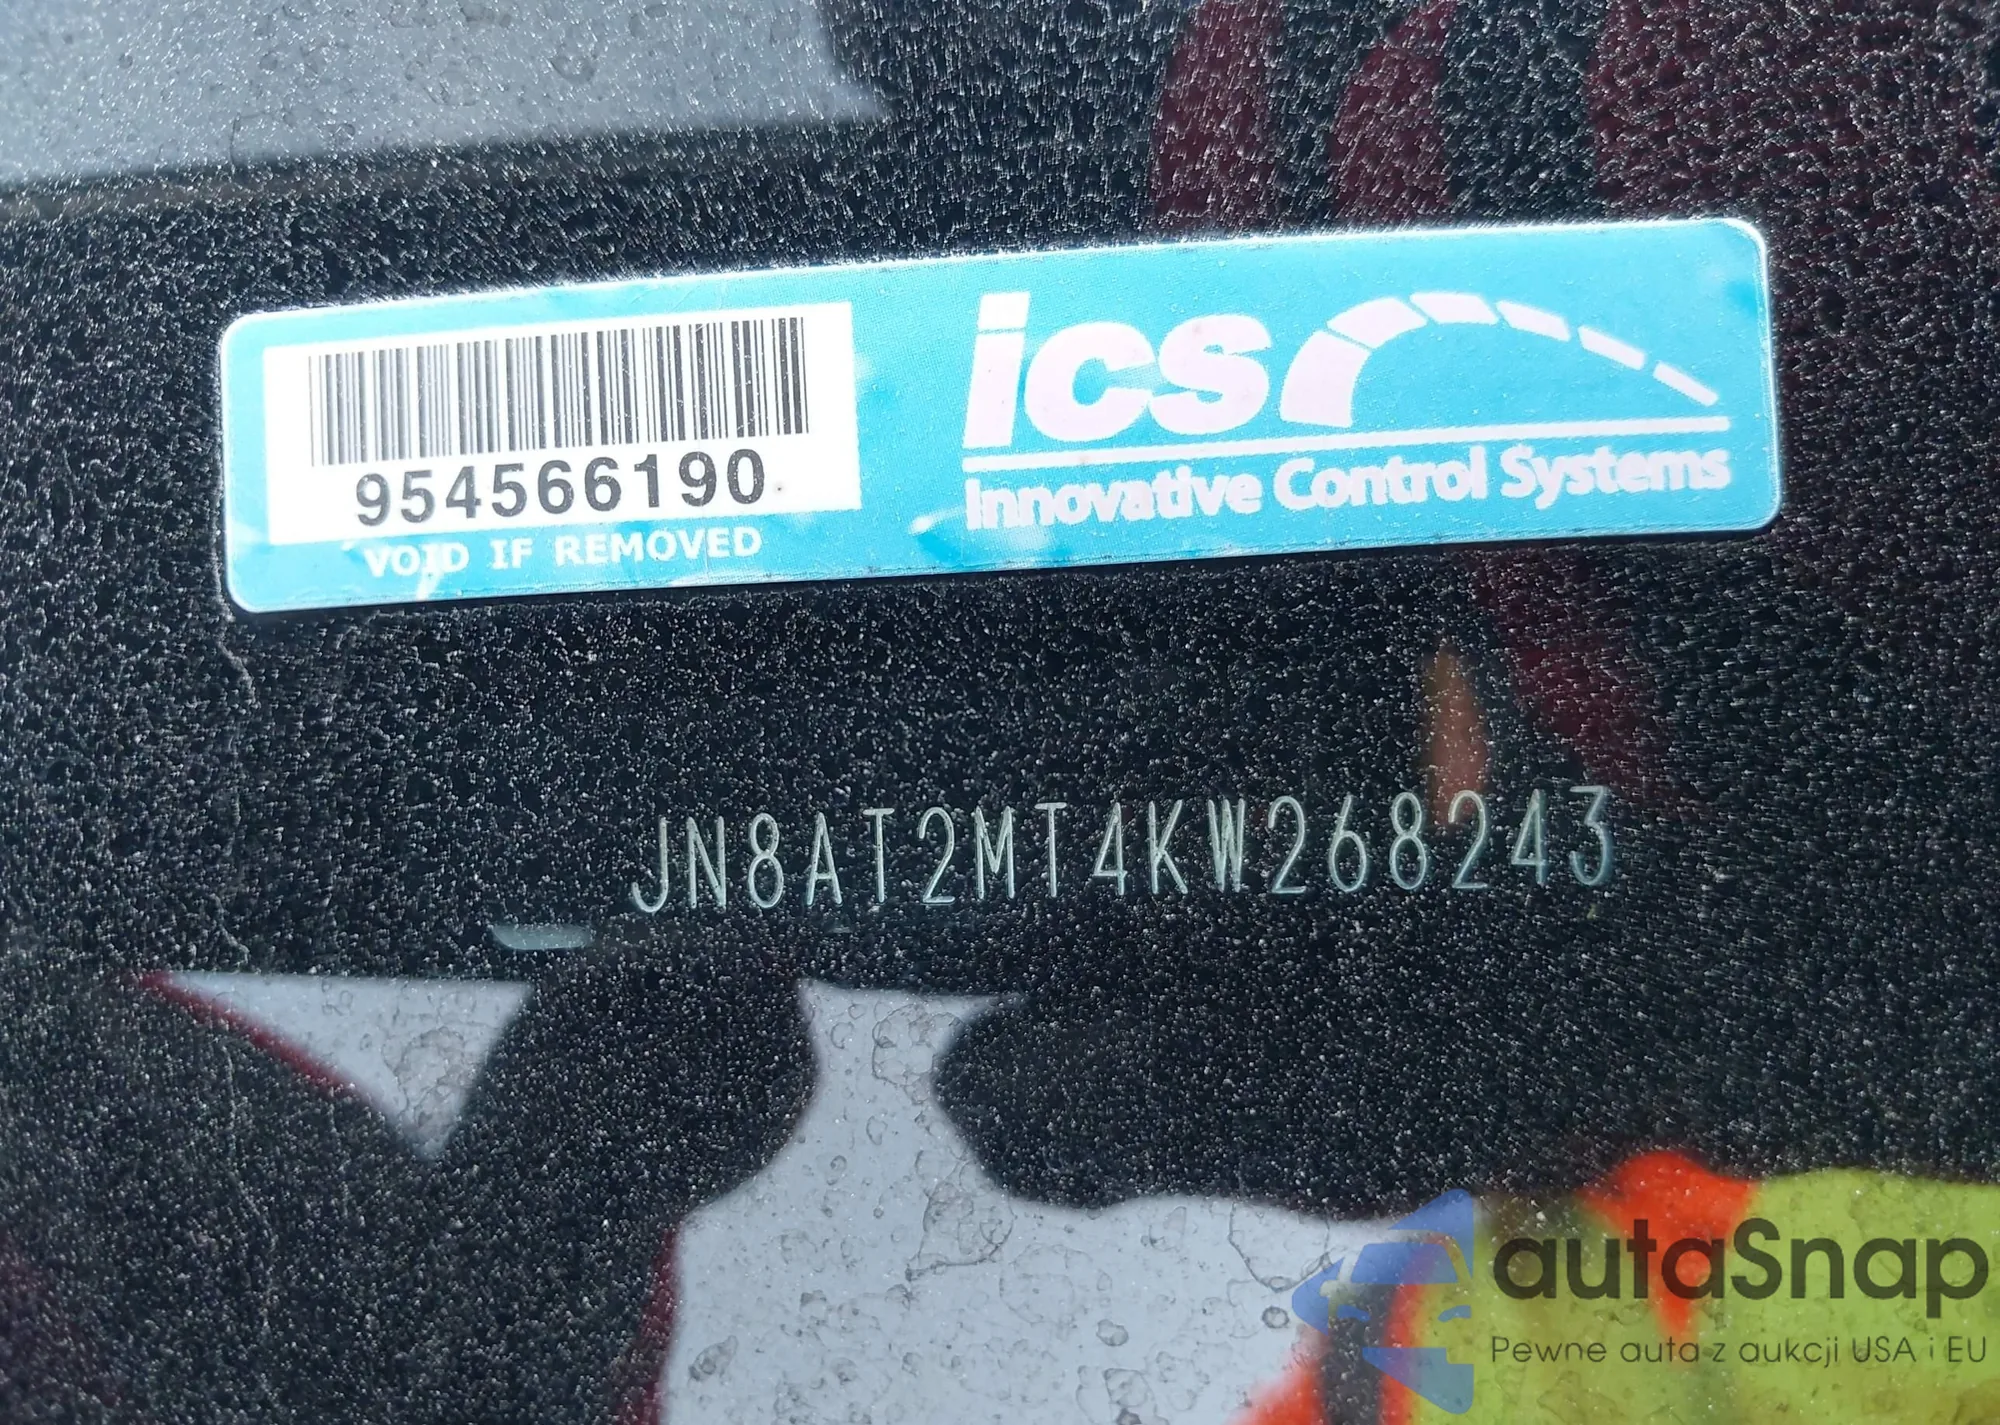 954566190
VOID IF REMOVED
ics
Innovative Control Systems
JN8AT2MT4KW268243
autaSnap
Pewne auta z aukcji USA i EU